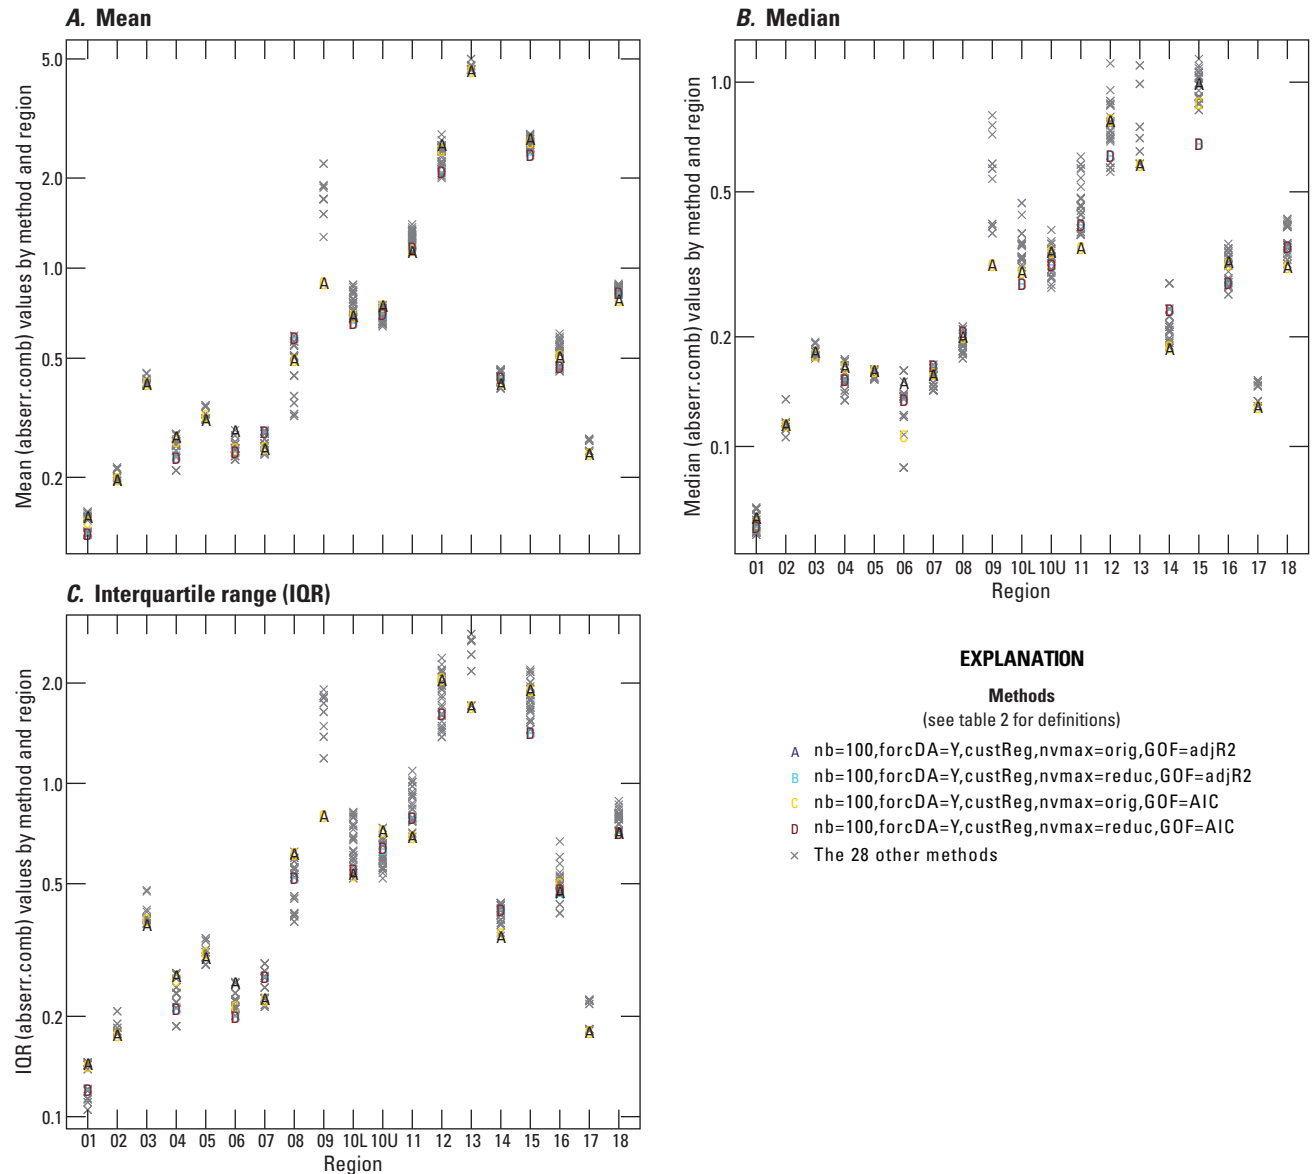 A. Mean
Mean (abserr.comb) values by method and region
5.0
2.0
1.0
0.5
0.2
B. Median
Median (abserr.comb) values by method and region
1.0
0.5
0.2
0.1
01 02 03 04 05 06 07 08 09 10L 10U 11 12 13 14 15 16 17 18
Region
C. Interquartile range (IQR)
IQR (abserr.comb) values by method and region
2.0
1.0
0.5
0.2
0.1
01 02 03 04 05 06 07 08 09 10L 10U 11 12 13 14 15 16 17 18
Region
EXPLANATION
Methods
(see table 2 for definitions)
A nb=100,forcDA=Y,custReg,nvmax=orig,GOF=adjR2
B nb=100,forcDA=Y,custReg,nvmax=reduc,GOF=adjR2
C nb=100,forcDA=Y,custReg,nvmax=orig,GOF=AIC
D nb=100,forcDA=Y,custReg,nvmax=reduc,GOF=AIC
× The 28 other methods